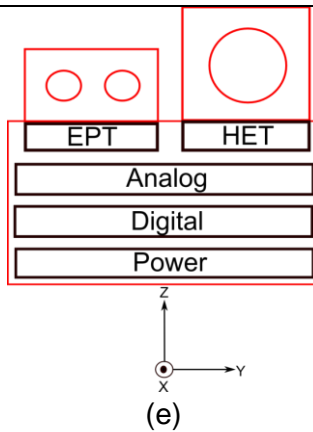 EPT HET
Analog
Digital
Power
Z
Y
X
(e)